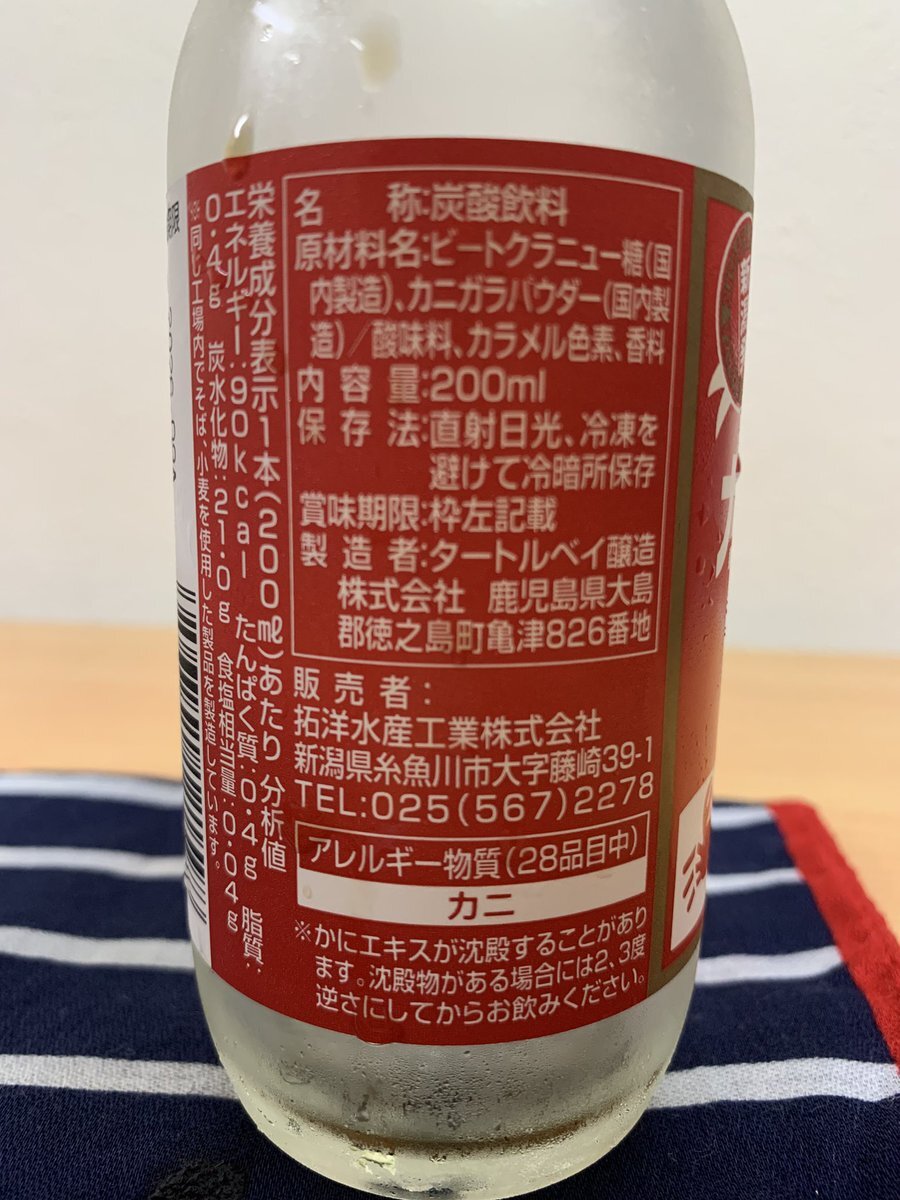 名　　称:炭酸飲料
原材料名:ビートクラニュー糖(国
内製造)、カニガラパウダー(国内製
造)／酸味料、カラメル色素、香料
内容量:200ml
保存法:直射日光、冷凍を
避けて冷暗所保存
賞味期限:枠左記載
製造者:タートルベイ醸造
株式会社　鹿児島県大島
郡徳之島町亀津826番地
販売者:
拓洋水産工業株式会社
新潟県糸魚川市大字藤崎39-1
TEL:025(567)2278
アレルギー物質(28品目中)
カニ
※かにエキスが沈殿することがあり
ます。沈殿物がある場合には2、3度
逆さにしてからお飲みください。
栄養成分表示1本(200ml)あたり 分析値
エネルギー:90kcal たんぱく質:0.4g 脂質:
0.4g 炭水化物:21.0g 食塩相当量:0.04g
※同じ工場内でそば、小麦を使用した製品を製造しています。